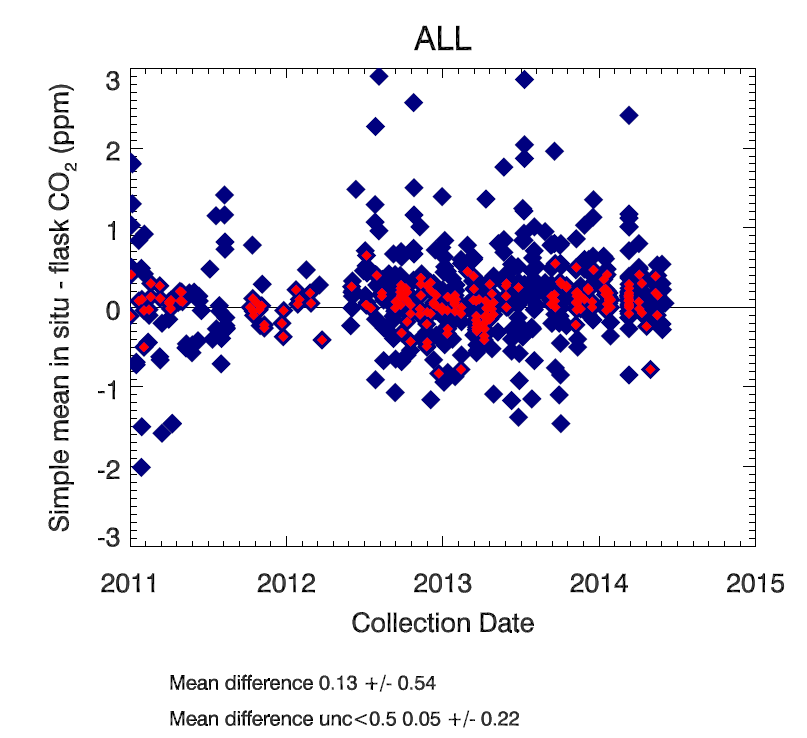 ALL
Simple mean in situ - flask CO2 (ppm)
3
2
1
0
-1
-2
-3
2011 2012 2013 2014 2015
Collection Date
Mean difference 0.13 +/- 0.54
Mean difference unc<0.5 0.05 +/- 0.22